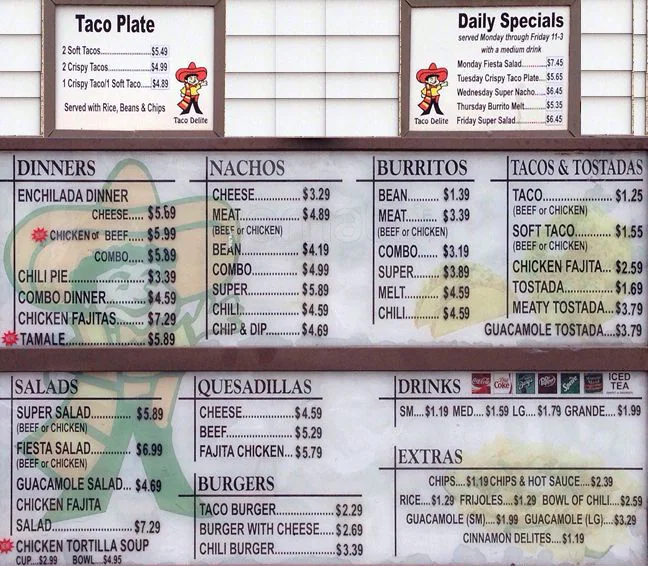 Taco Plate
2 Soft Tacos.....................$5.49
2 Crispy Tacos.................$4.99
1 Crispy Taco/1 Soft Taco.....$4.89
Served with Rice, Beans & Chips
Taco Delite
Daily Specials
served Monday through Friday 11-3
with a medium drink
Monday Fiesta Salad.........$7.45
Tuesday Crispy Taco Plate....$5.65
Wednesday Super Nacho.....$6.45
Thursday Burrito Melt.........$5.35
Friday Super Salad............$6.45
Taco Delite
DINNERS
ENCHILADA DINNER
CHEESE..... $5.69
CHICKEN or BEEF..... $5.99
COMBO..... $5.89
CHILI PIE................$3.39
COMBO DINNER.........$4.59
CHICKEN FAJITAS....... $7.29
TAMALE.....................$5.89
NACHOS
CHEESE...............$3.29
MEAT...................$4.89
(BEEF or CHICKEN)
BEAN...................$4.19
COMBO................$4.99
SUPER.................$5.89
CHILI...................$4.59
CHIP & DIP............$4.69
BURRITOS
BEAN........$1.39
MEAT........$3.39
(BEEF or CHICKEN)
COMBO.....$3.19
SUPER......$3.89
MELT........$4.59
CHILI........$4.59
TACOS & TOSTADAS
TACO.................$1.25
(BEEF or CHICKEN)
SOFT TACO.........$1.55
(BEEF or CHICKEN)
CHICKEN FAJITA...$2.59
TOSTADA............$1.69
MEATY TOSTADA...$3.79
GUACAMOLE TOSTADA....$3.79
SALADS
SUPER SALAD............ $5.89
(BEEF or CHICKEN)
FIESTA SALAD............ $6.99
(BEEF or CHICKEN)
GUACAMOLE SALAD... $4.69
CHICKEN FAJITA
SALAD.....................$7.29
CHICKEN TORTILLA SOUP
CUP...$2.99 BOWL...$4.95
QUESADILLAS
CHEESE...............$4.59
BEEF...................$5.29
FAJITA CHICKEN...$5.79
BURGERS
TACO BURGER...............$2.29
BURGER WITH CHEESE....$2.69
CHILI BURGER................$3.39
DRINKS
Coke
ICED
TEA
SM....$1.19 MED....$1.59 LG....$1.79 GRANDE....$1.99
EXTRAS
CHIPS....$1.19 CHIPS & HOT SAUCE....$2.39
RICE....$1.29 FRIJOLES....$1.29 BOWL OF CHILI....$2.59
GUACAMOLE (SM)....$1.99 GUACAMOLE (LG)....$3.29
CINNAMON DELITES....$1.19